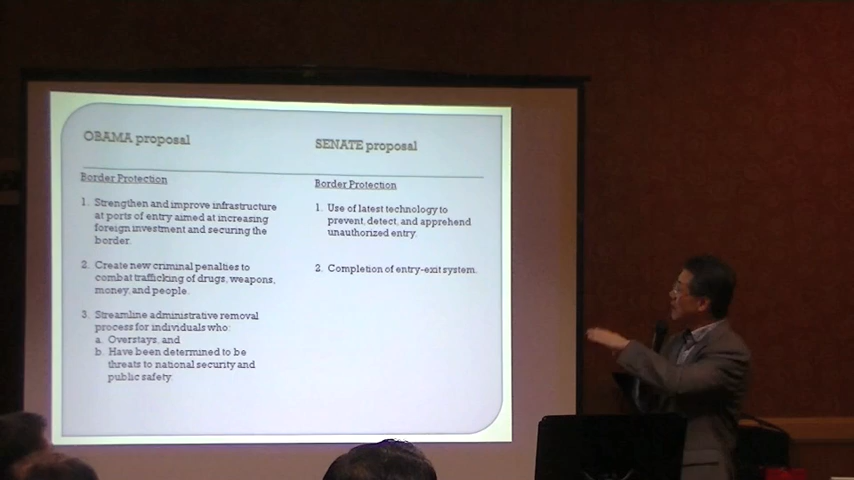 OBAMA proposal
SENATE proposal
Border Protection
1. Strengthen and improve infrastructure
at ports of entry aimed at increasing
foreign investment and securing the
border.
2. Create new criminal penalties to
combat trafficking of drugs, weapons,
money, and people.
3. Streamline administrative removal
process for individuals who:
a. Overstays, and
b. Have been determined to be
threats to national security and
public safety.
Border Protection
1. Use of latest technology to
prevent, detect, and apprehend
unauthorized entry.
2. Completion of entry-exit system.